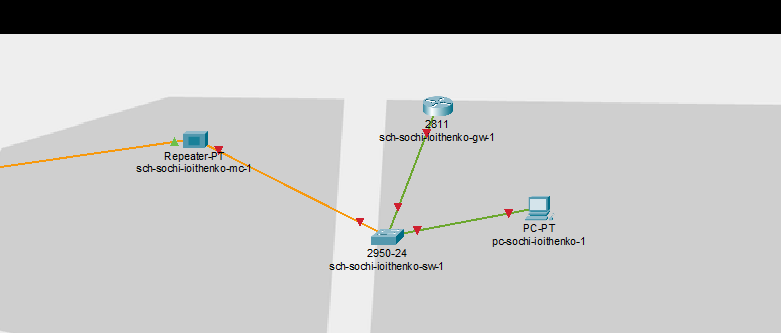 2811
sch-sochi-ioithenko-gw-1
Repeater-PT
sch-sochi-ioithenko-mc-1
PC-PT
pc-sochi-ioithenko-1
2950-24
sch-sochi-ioithenko-sw-1